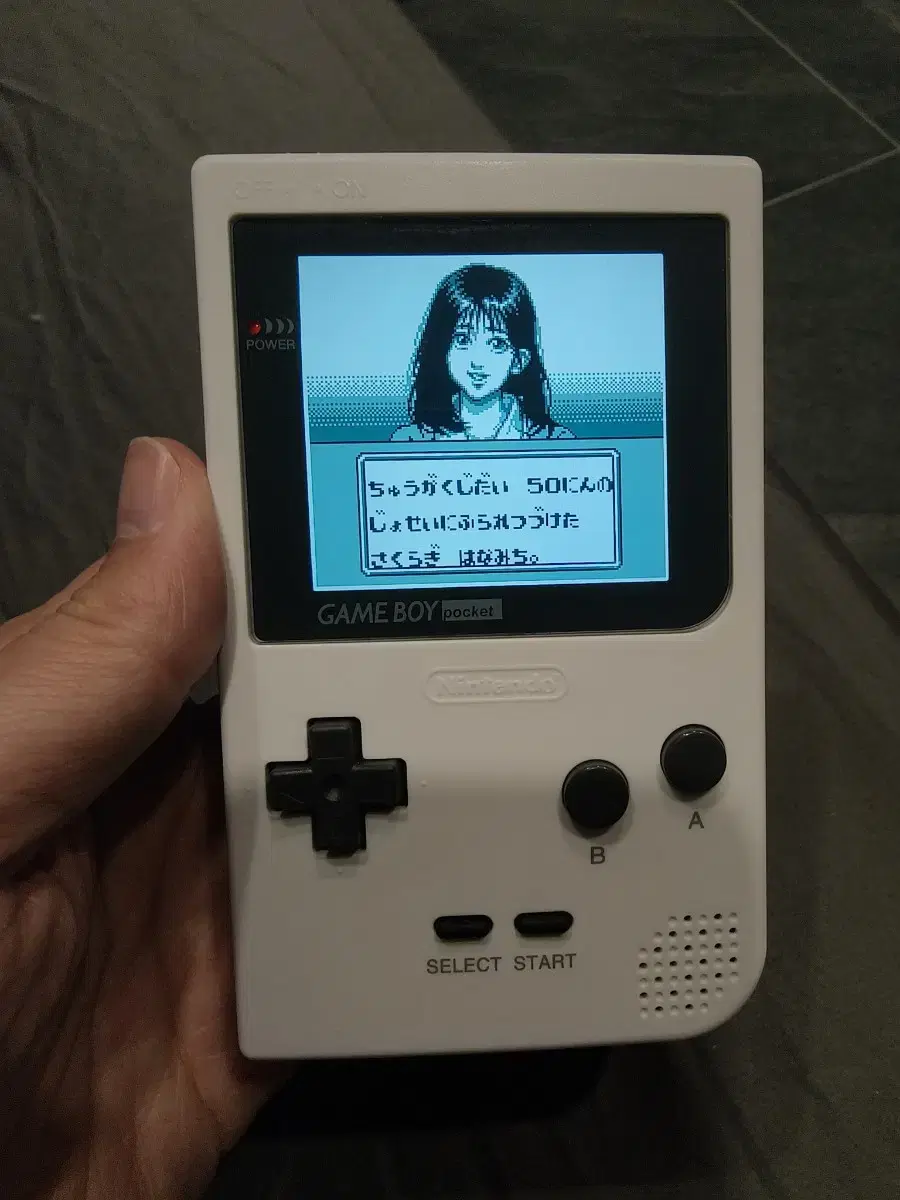 OFF ON
POWER
ちゅうがくじだい 50にんの
じょせいにふられつづけた
さくらぎ はなみち。
GAME BOY pocket
Nintendo
A
B
SELECT START